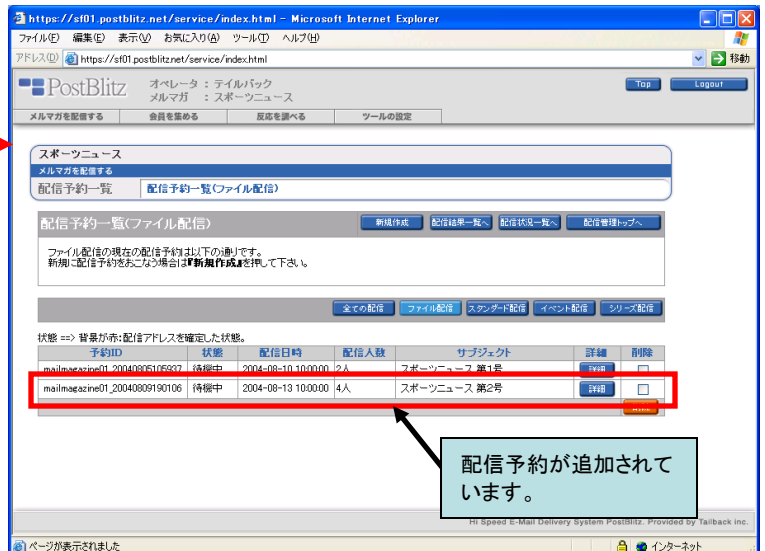 https://sf01.postblitz.net/service/index.html - Microsoft Internet Explorer
ファイル(F) 編集(E) 表示(V) お気に入り(A) ツール(T) ヘルプ(H)
アドレス(D) https://sf01.postblitz.net/service/index.html 移動
PostBlitz オペレータ : テイルバック Top Logout
メルマガ : スポーツニュース
メルマガを配信する 会員を集める 反応を調べる ツールの設定
スポーツニュース
メルマガを配信する
配信予約一覧 配信予約一覧(ファイル配信)
配信予約一覧(ファイル配信) 新規作成 配信結果一覧へ 配信状況一覧へ 配信管理トップへ
ファイル配信の現在の配信予約は以下の通りです。
新規に配信予約をおこなう場合は『新規作成』を押して下さい。
全ての配信 ファイル配信 スタンダード配信 イベント配信 シリーズ配信
状態 ==> 背景が赤:配信アドレスを確定した状態。
予約ID 状態 配信日時 配信人数 サブジェクト 詳細 削除
mailmagazine01_20040805105937 待機中 2004-08-10 10:00:00 2人 スポーツニュース 第1号 詳細
mailmagazine01_20040809190106 待機中 2004-08-13 10:00:00 4人 スポーツニュース 第2号 詳細
削除
配信予約が追加されて
います。
Hi Speed E-Mail Delivery System PostBlitz. Provided by Tailback inc.
ページが表示されました インターネット